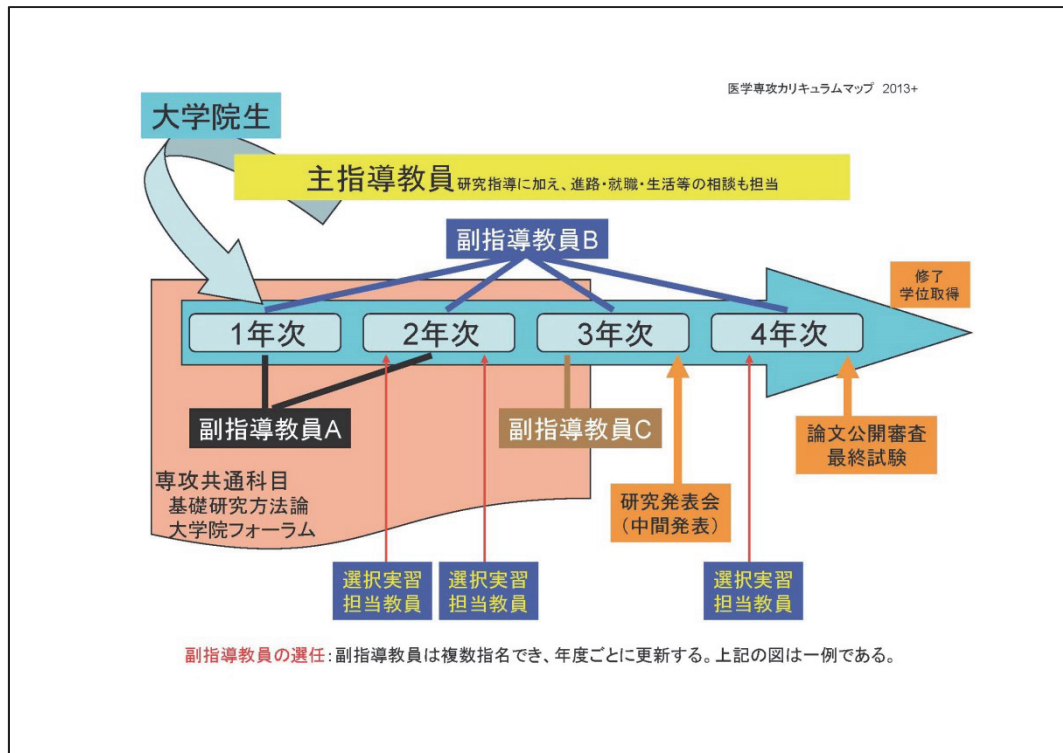 医学専攻カリキュラムマップ 2013+
大学院生
主指導教員 研究指導に加え、進路・就職・生活等の相談も担当
副指導教員B
修了
学位取得
1年次
2年次
3年次
4年次
副指導教員A
副指導教員C
論文公開審査
最終試験
専攻共通科目
基礎研究方法論
大学院フォーラム
研究発表会
(中間発表)
選択実習
担当教員
選択実習
担当教員
選択実習
担当教員
副指導教員の選任:副指導教員は複数指名でき、年度ごとに更新する。上記の図は一例である。